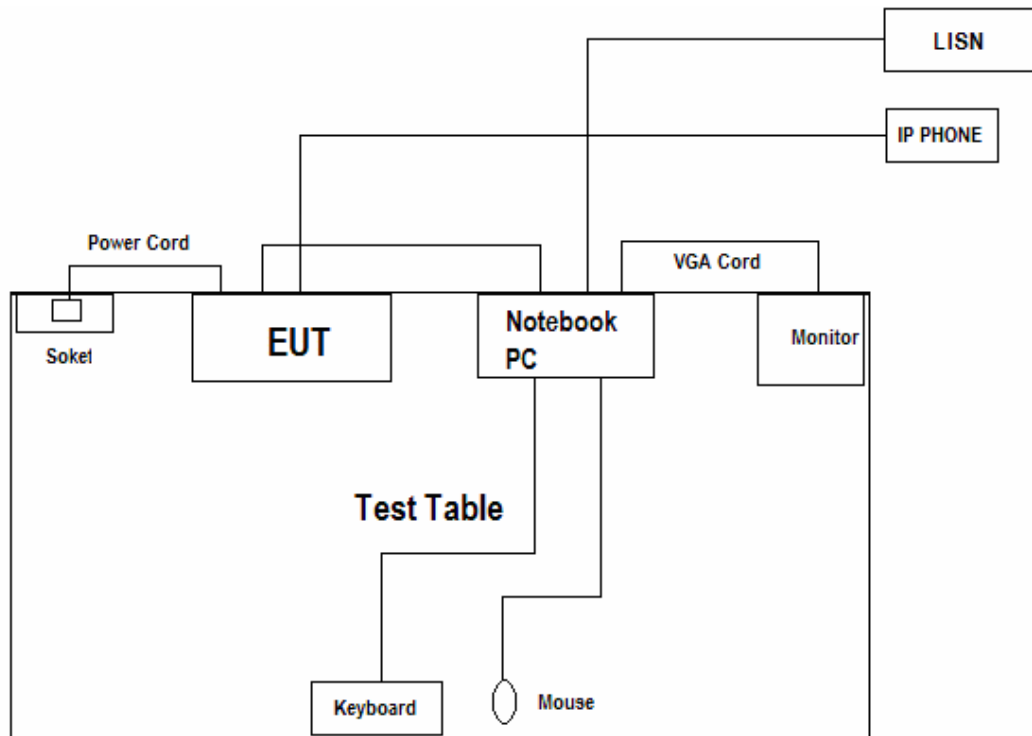 LISN
IP PHONE
Power Cord
VGA Cord
Soket
EUT
Notebook
PC
Monitor
Test Table
Keyboard
Mouse